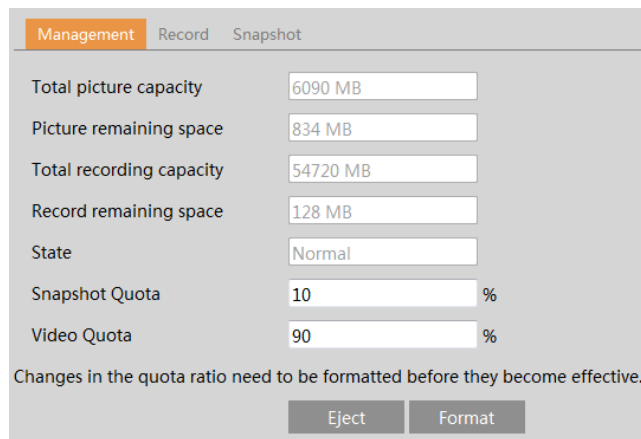 Management Record Snapshot
Total picture capacity 6090 MB
Picture remaining space 834 MB
Total recording capacity 54720 MB
Record remaining space 128 MB
State Normal
Snapshot Quota 10 %
Video Quota 90 %
Changes in the quota ratio need to be formatted before they become effective.
Eject Format